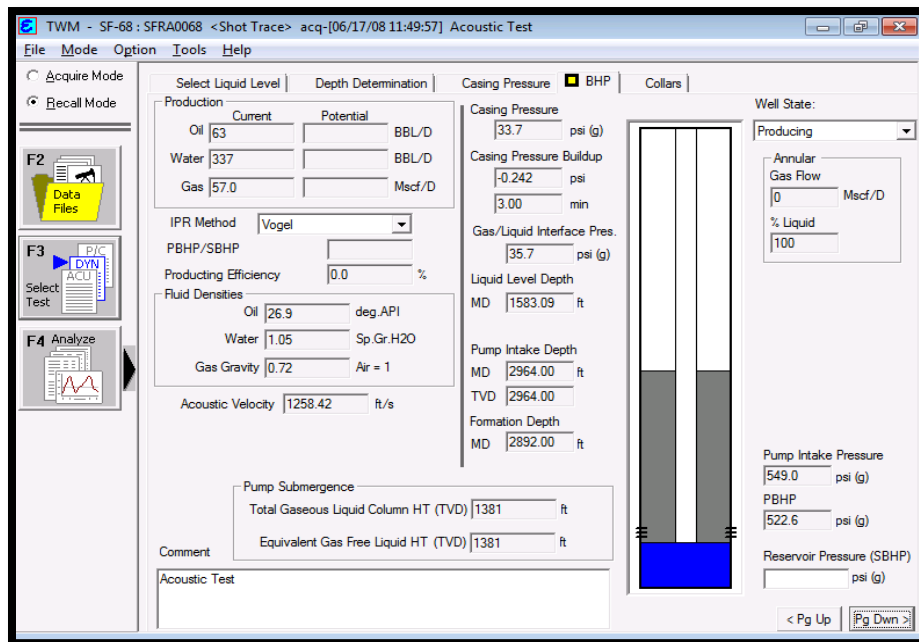 TWM - SF-68 : SFRA0068 <Shot Trace> acq-[06/17/08 11:49:57] Acoustic Test
File Mode Option Tools Help
Acquire Mode
Recall Mode
F2
Data
Files
F3
P/C
DYN
ACU
Select
Test
F4 Analyze
Select Liquid Level
Depth Determination
Casing Pressure
BHP
Collars
Production
Current Potential
Oil 63 BBL/D
Water 337 BBL/D
Gas 57.0 Mscf/D
IPR Method Vogel
PBHP/SBHP
Producting Efficiency 0.0 %
Fluid Densities
Oil 26.9 deg.API
Water 1.05 Sp.Gr.H2O
Gas Gravity 0.72 Air = 1
Acoustic Velocity 1258.42 ft/s
Casing Pressure
33.7 psi (g)
Casing Pressure Buildup
-0.242 psi
3.00 min
Gas/Liquid Interface Pres.
35.7 psi (g)
Liquid Level Depth
MD 1583.09 ft
Pump Intake Depth
MD 2964.00 ft
TVD 2964.00
Formation Depth
MD 2892.00 ft
Pump Submergence
Total Gaseous Liquid Column HT (TVD) 1381 ft
Equivalent Gas Free Liquid HT (TVD) 1381 ft
Comment
Acoustic Test
Well State:
Producing
Annular
Gas Flow
0 Mscf/D
% Liquid
100
Pump Intake Pressure
549.0 psi (g)
PBHP
522.6 psi (g)
Reservoir Pressure (SBHP)
psi (g)
< Pg Up
Pg Dwn >